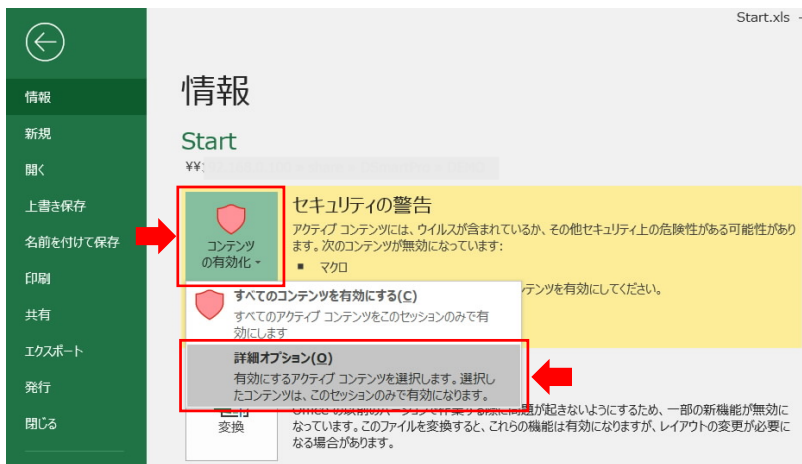 Start.xls -
情報
新規
開く
上書き保存
名前を付けて保存
印刷
共有
エクスポート
発行
閉じる
情報
Start
¥¥
セキュリティの警告
アクティブ コンテンツには、ウイルスが含まれているか、その他セキュリティ上の危険性がある可能性があり
ます。次のコンテンツが無効になっています:
■ マクロ
コンテンツ
の有効化
テンツを有効にしてください。
すべてのコンテンツを有効にする(C)
すべてのアクティブ コンテンツをこのセッションのみで有
効にします
詳細オプション(O)
有効にするアクティブ コンテンツを選択します。選択し
たコンテンツは、このセッションのみで有効になります。
変換
問題が起きないようにするため、一部の新機能が無効に
なっています。このファイルを変換すると、これらの機能は有効になりますが、レイアウトの変更が必要に
なる場合があります。